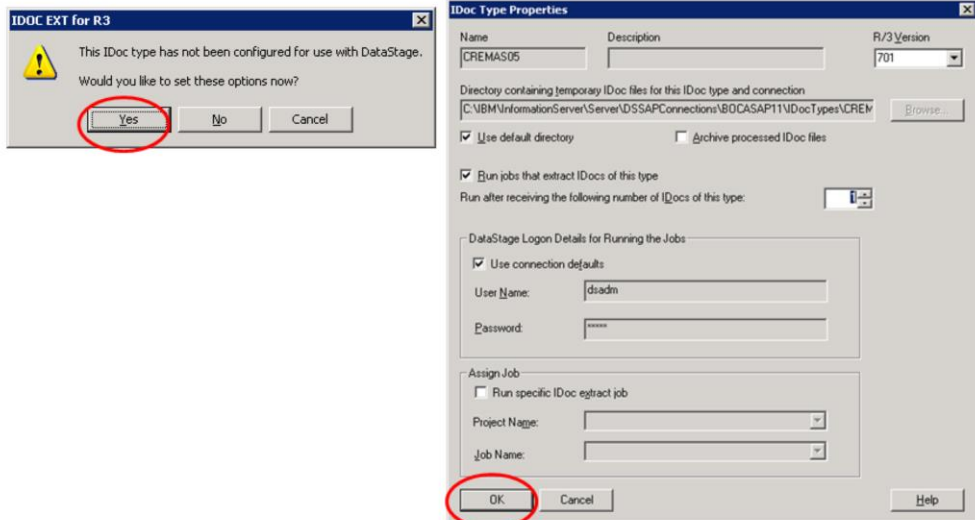 IDOC EXT for R3
This IDoc type has not been configured for use with DataStage.
Would you like to set these options now?
Yes No Cancel
IDoc Type Properties
Name Description R/3 Version
CREMAS05 701
Directory containing temporary IDoc files for this IDoc type and connection
C:\IBM\InformationServer\Server\DSSAPConnections\BOCASAP11\IDocTypes\CREM Browse...
Use default directory Archive processed IDoc files
Run jobs that extract IDocs of this type
Run after receiving the following number of IDocs of this type: 1
DataStage Logon Details for Running the Jobs
Use connection defaults
User Name: dsadm
Password: *****
Assign Job
Run specific IDoc extract job
Project Name:
Job Name:
OK Cancel Help